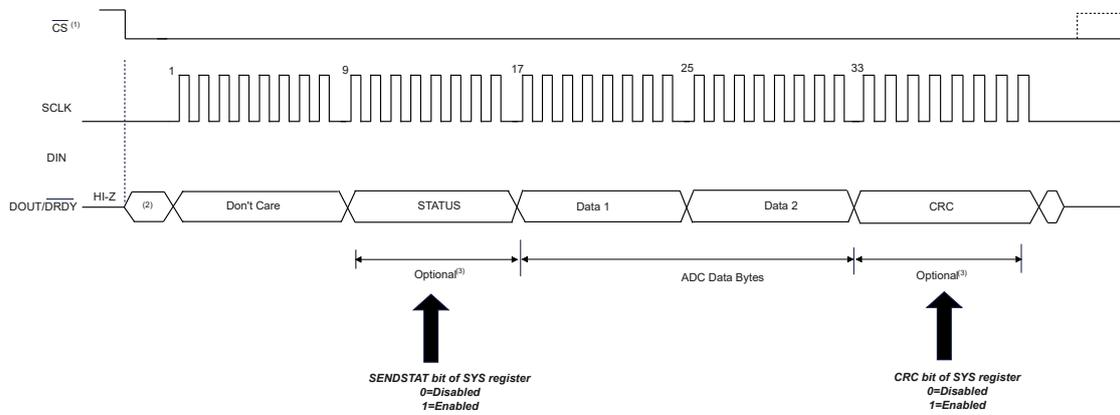 CS (1)
1 9 17 25 33
SCLK
DIN
DOUT/DRDY HI-Z (2) Don't Care STATUS Data 1 Data 2 CRC
Optional(3) ADC Data Bytes Optional(3)
SENDSTAT bit of SYS register
0=Disabled
1=Enabled
CRC bit of SYS register
0=Disabled
1=Enabled